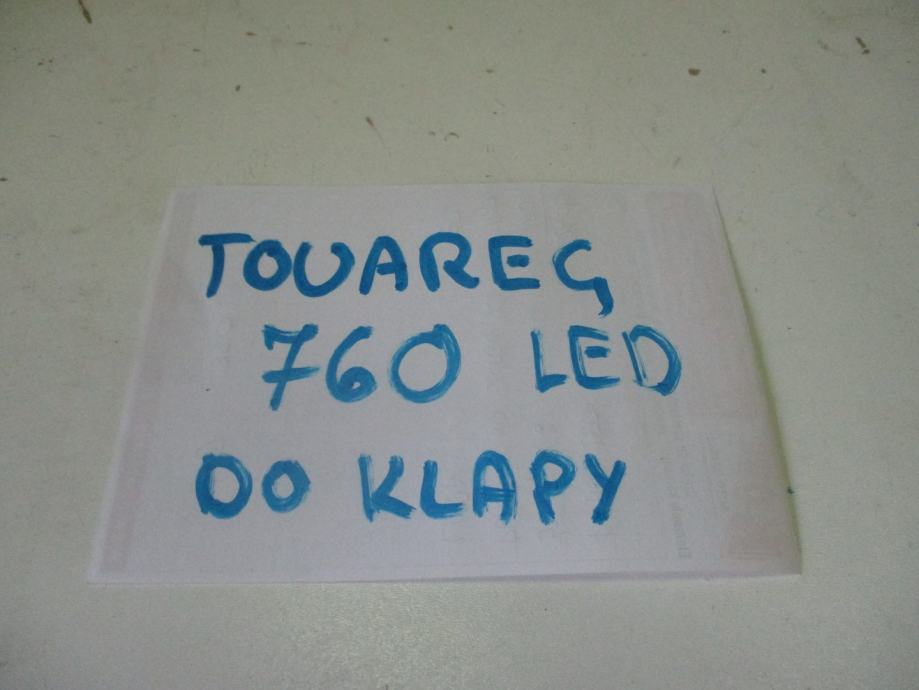 TOUAREG
760 LED
DO KLAPY